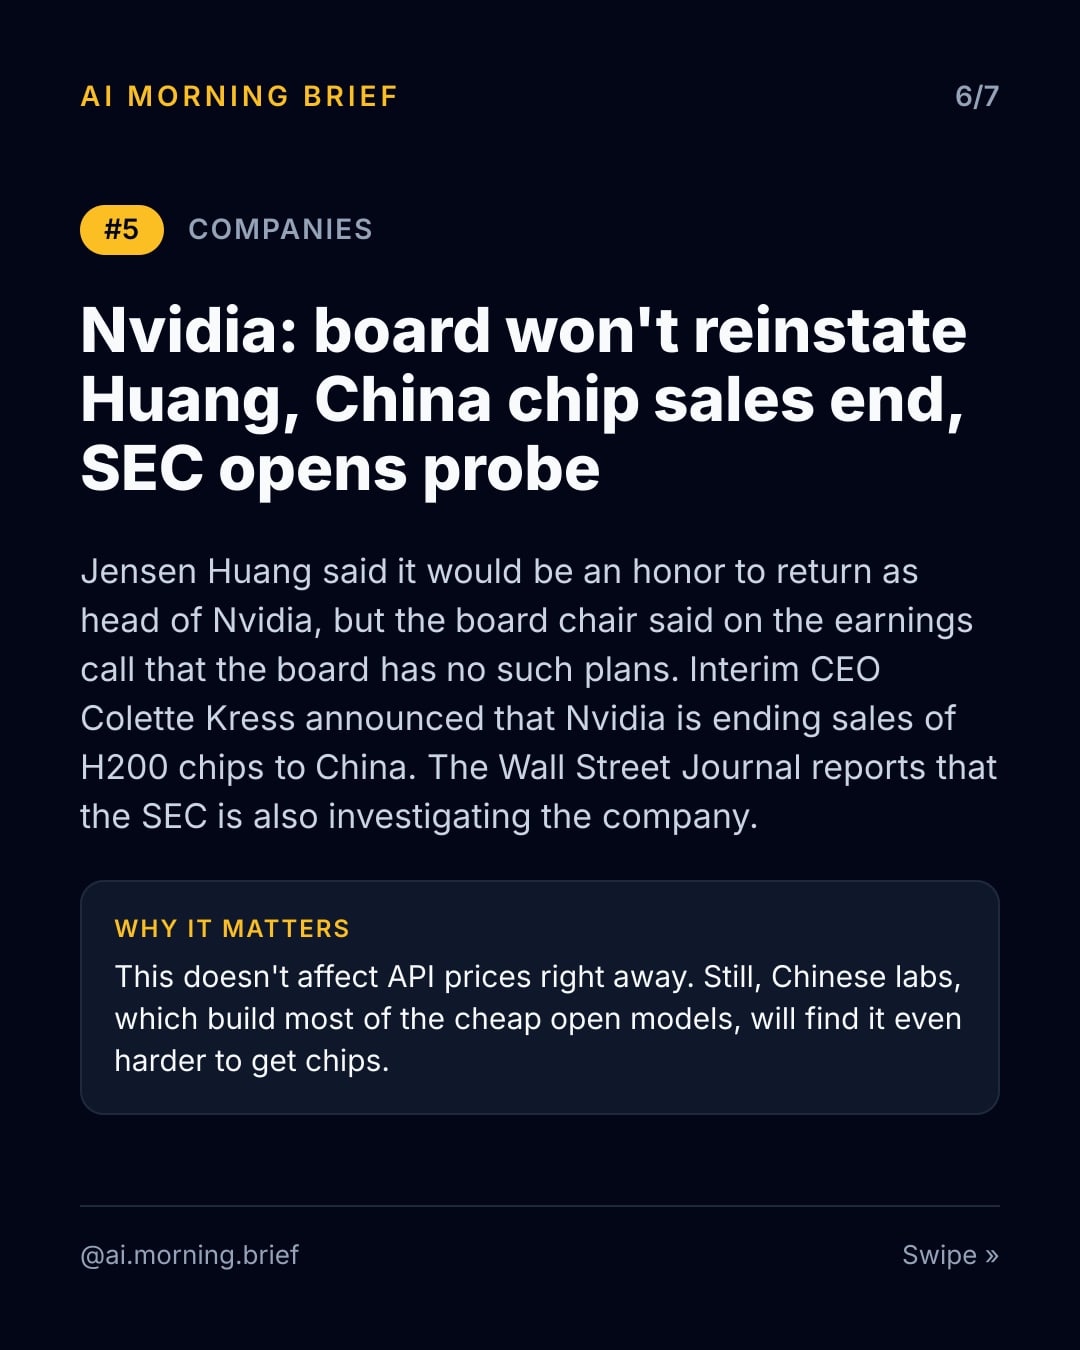 AI MORNING BRIEF
6/7
#5
COMPANIES
Nvidia: board won't reinstate
Huang, China chip sales end,
SEC opens probe
Jensen Huang said it would be an honor to return as
head of Nvidia, but the board chair said on the earnings
call that the board has no such plans. Interim CEO
Colette Kress announced that Nvidia is ending sales of
H200 chips to China. The Wall Street Journal reports that
the SEC is also investigating the company.
WHY IT MATTERS
This doesn't affect API prices right away. Still, Chinese labs,
which build most of the cheap open models, will find it even
harder to get chips.
@ai.morning.brief
Swipe »